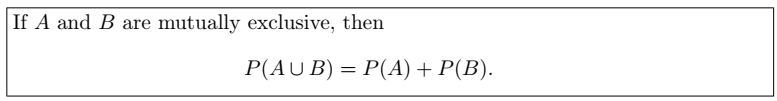 If A and B are mutually exclusive, then
P(A ∪ B) = P(A) + P(B).